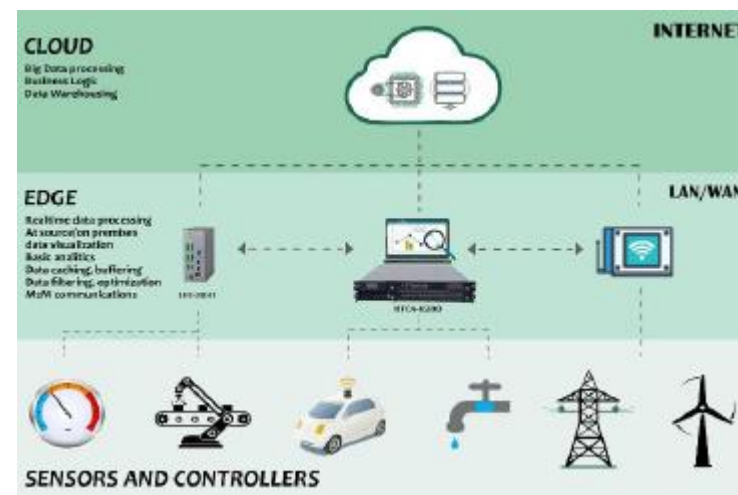 CLOUD
INTERNET
Big Data processing
Business Logic
Data Warehousing
EDGE
LAN/WAN
Realtime data processing
At source/on premises
data visualization
Basic analitics
Data caching, buffering
Data filtering, optimization
M2M communications
SENSORS AND CONTROLLERS